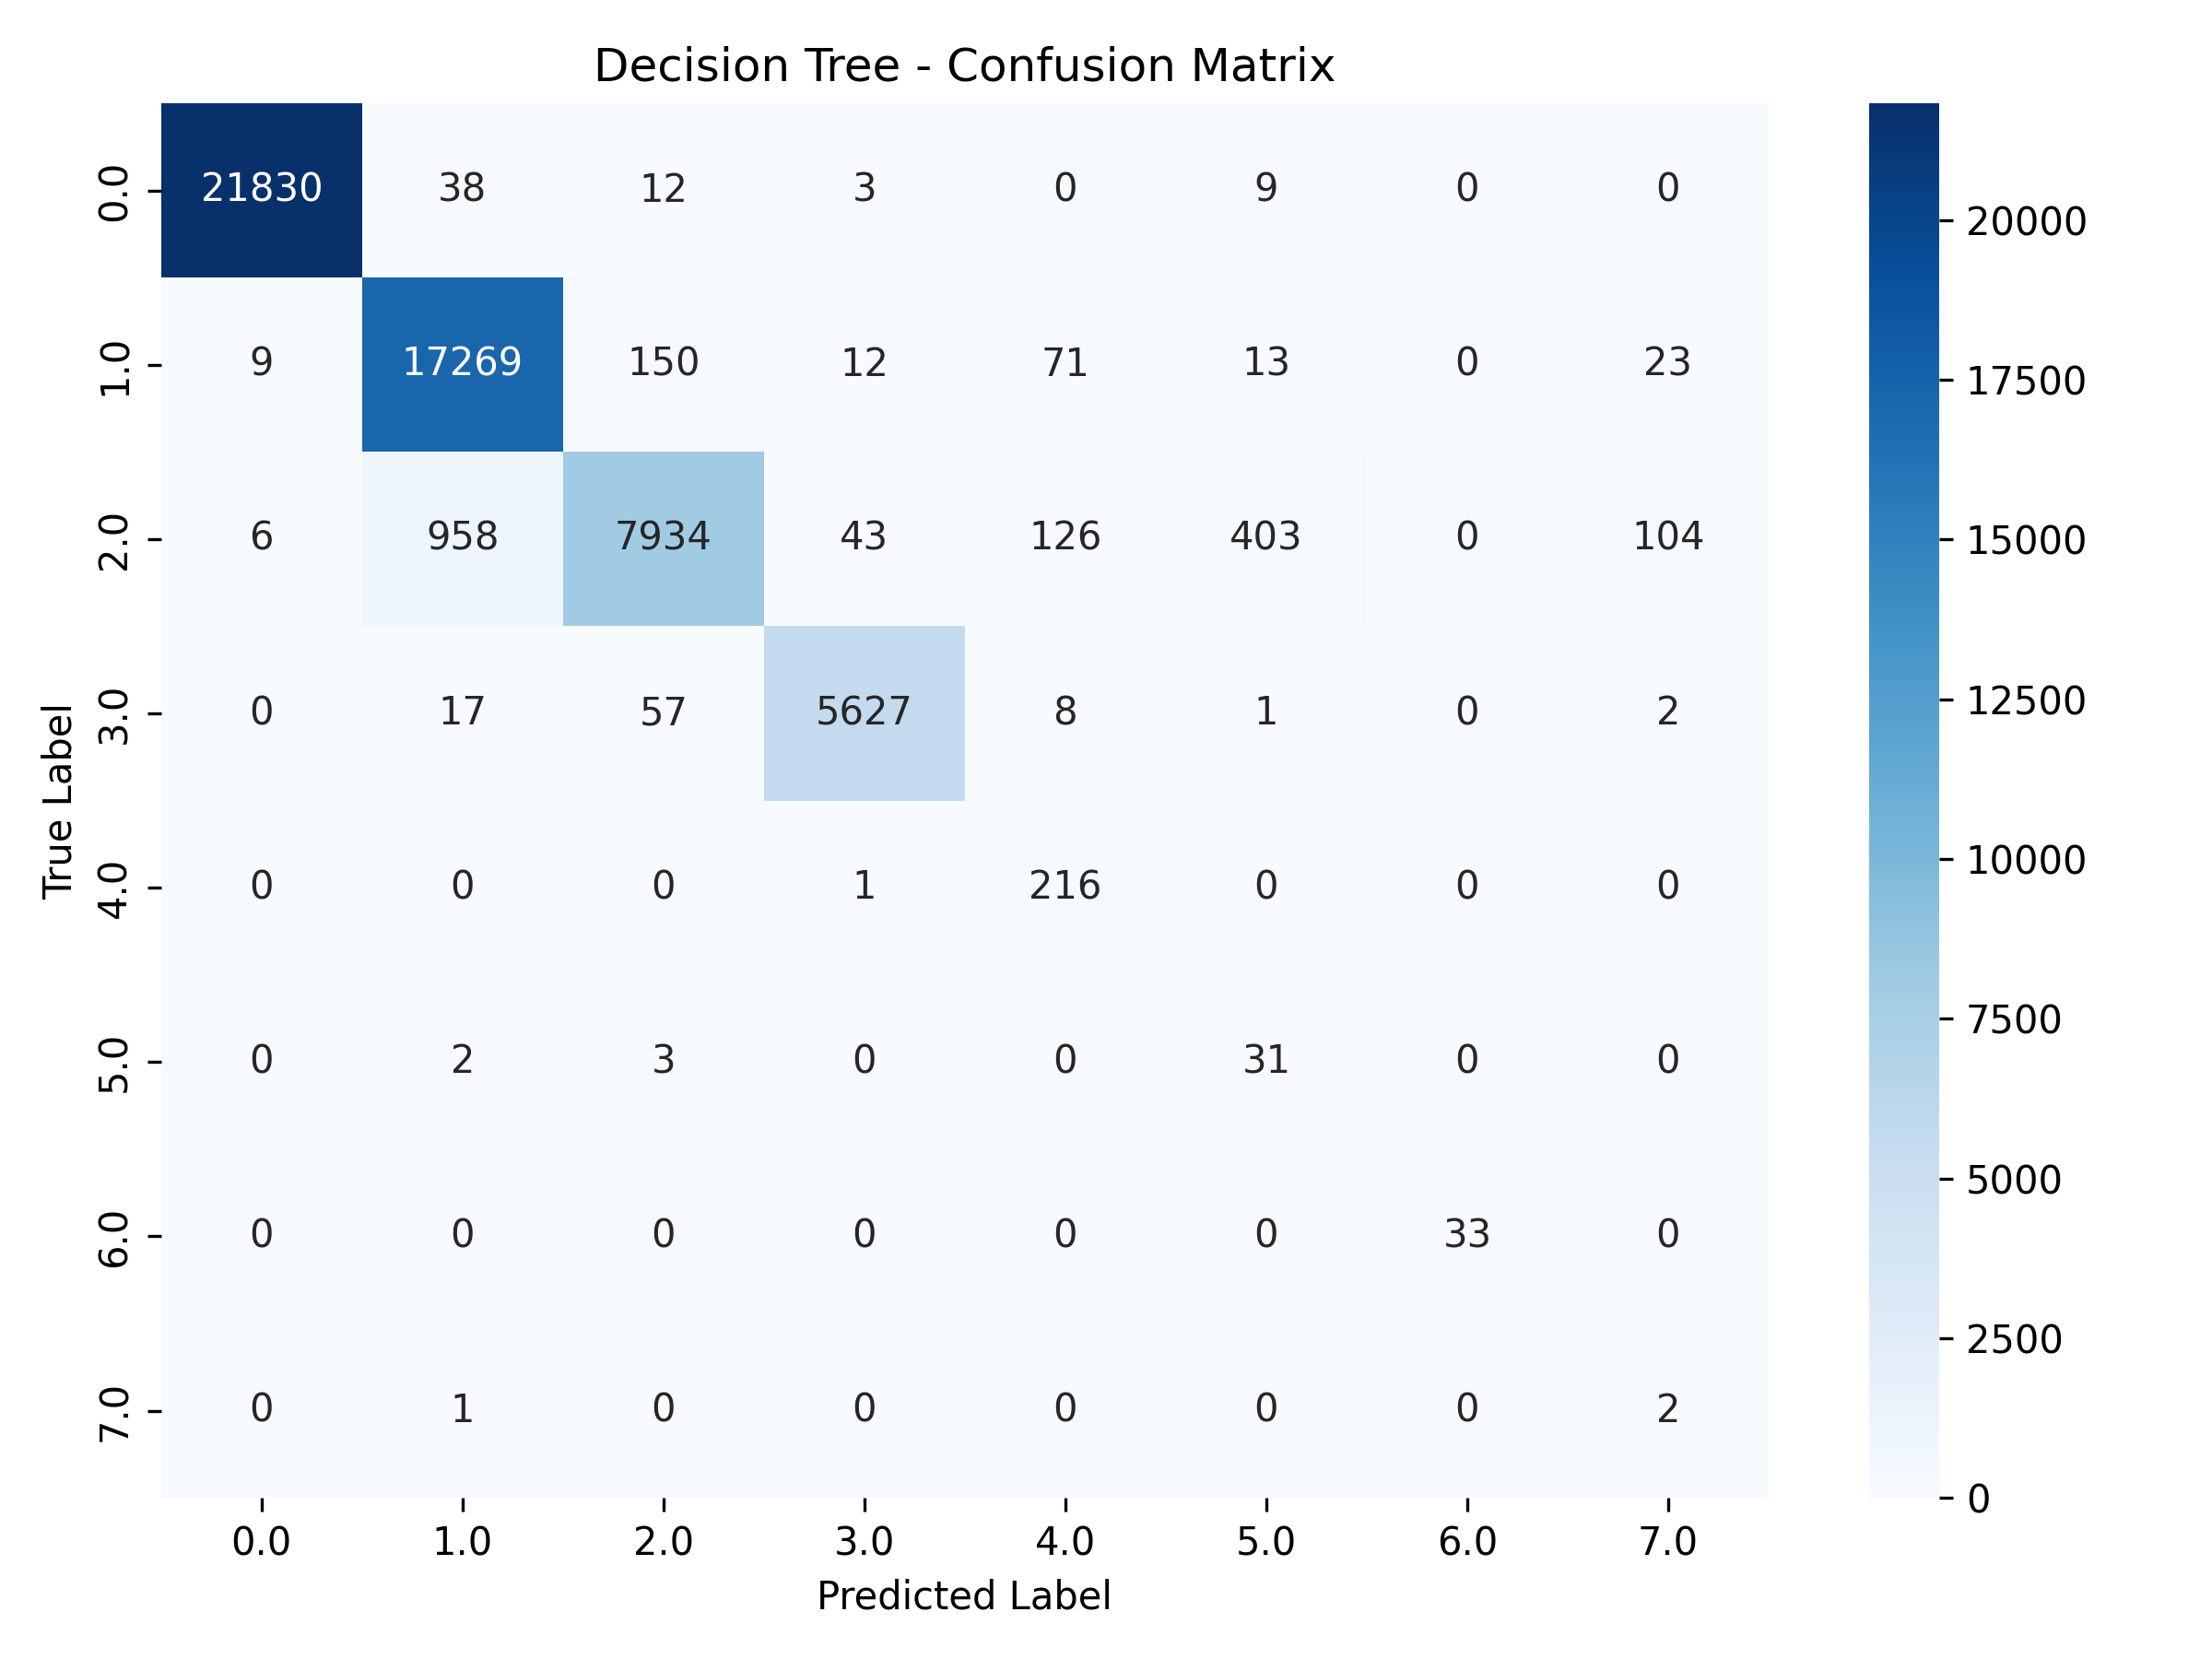 Decision Tree - Confusion Matrix
True Label
0.0 21830 38 12 3 0 9 0 0
1.0 9 17269 150 12 71 13 0 23
2.0 6 958 7934 43 126 403 0 104
3.0 0 17 57 5627 8 1 0 2
4.0 0 0 0 1 216 0 0 0
5.0 0 2 3 0 0 31 0 0
6.0 0 0 0 0 0 0 33 0
7.0 0 1 0 0 0 0 0 2
0.0 1.0 2.0 3.0 4.0 5.0 6.0 7.0
Predicted Label
20000
17500
15000
12500
10000
7500
5000
2500
0